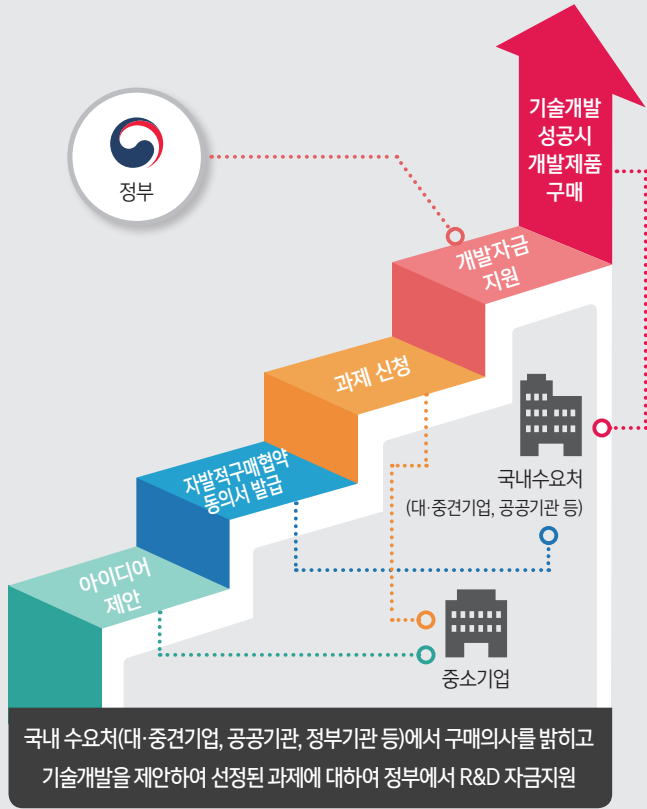 기술개발
성공시
개발제품
구매
정부
개발자금
지원
과제 신청
자발적구매협약
동의서 발급
아이디어
제안
국내수요처
(대·중견기업, 공공기관 등)
중소기업
국내 수요처(대·중견기업, 공공기관, 정부기관 등)에서 구매의사를 밝히고
기술개발을 제안하여 선정된 과제에 대하여 정부에서 R&D 자금지원